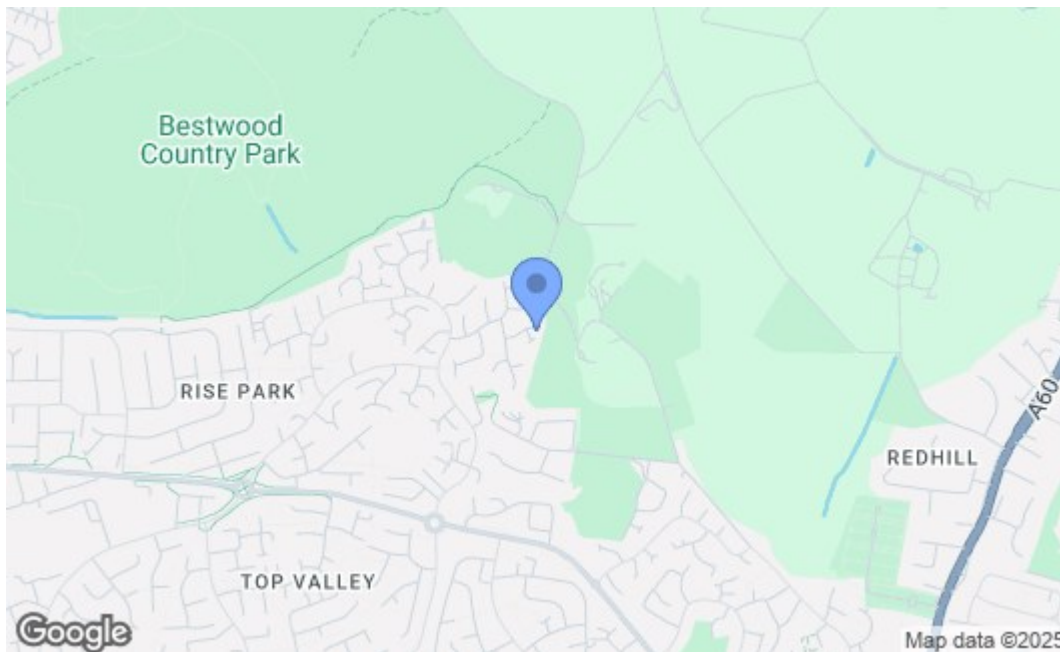 Bestwood
Country Park
RISE PARK
A60
REDHILL
TOP VALLEY
Google
Map data ©2025